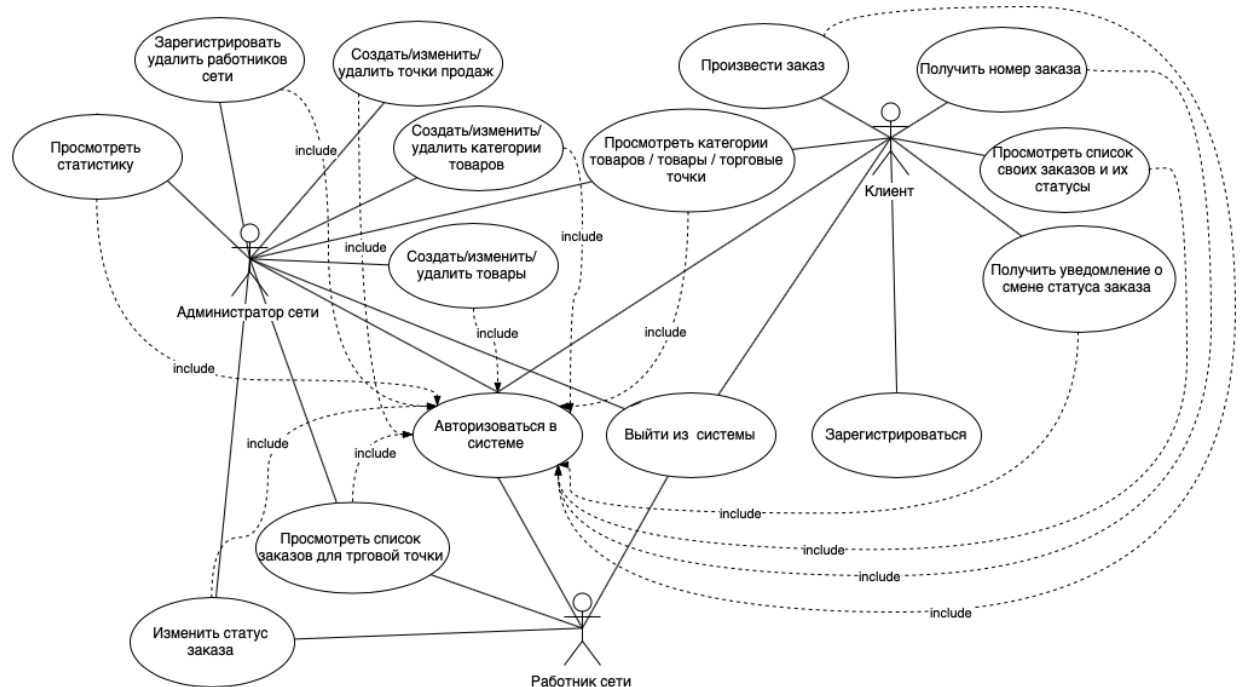 Зарегистрировать
удалить работников
сети
Создать/изменить/
удалить точки продаж
Произвести заказ
Получить номер заказа
Просмотреть
статистику
include
Создать/изменить/
удалить категории
товаров
Просмотреть категории
товаров / товары / торговые
точки
Просмотреть список
своих заказов и их
статусы
Клиент
include
include
Создать/изменить/
удалить товары
Получить уведомление о
смене статуса заказа
Администратор сети
include
include
include
Авторизоваться в
системе
Выйти из системы
Зарегистрироваться
include
include
include
Просмотреть список
заказов для трговой точки
include
include
include
Изменить статус
заказа
Работник сети